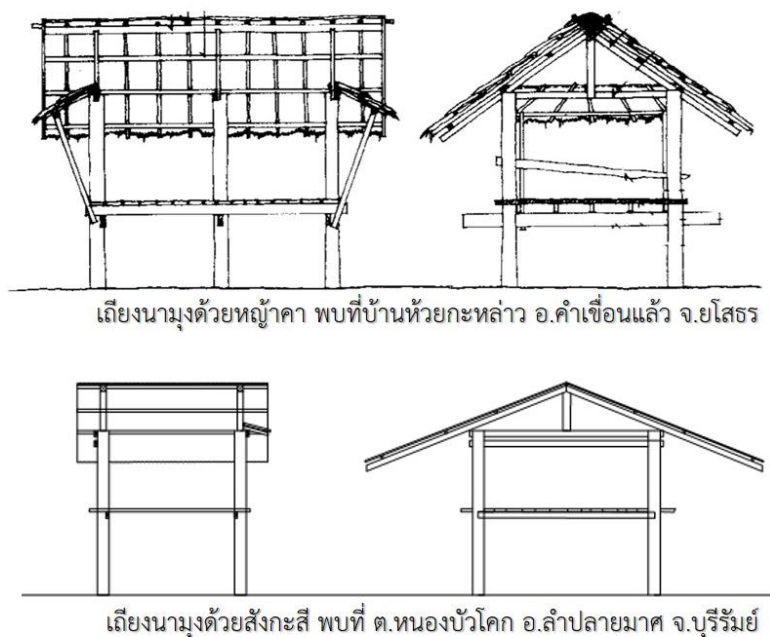 เถียงนามุงด้วยหญ้าคา พบที่บ้านห้วยกะหล่าว อ.คำเขื่อนแล้ว จ.ยโสธร
เถียงนามุงด้วยสังกะสี พบที่ ต.หนองบัวโคก อ.ลำปลายมาศ จ.บุรีรัมย์